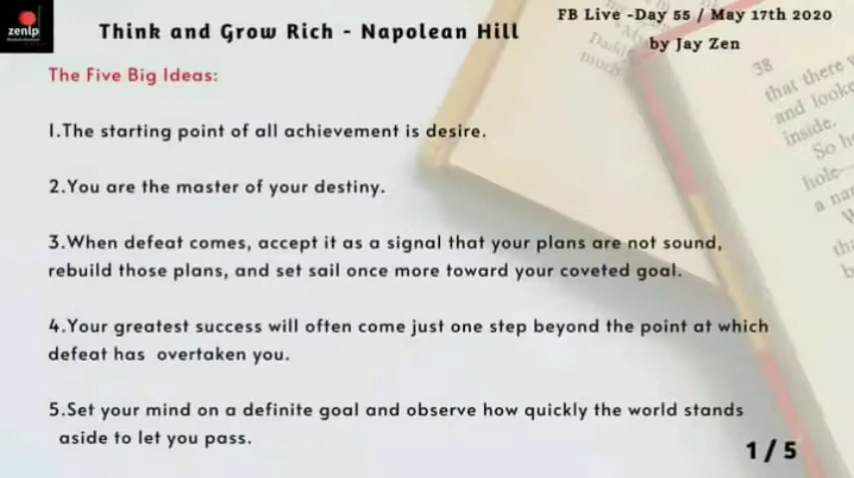 zenlp
Think and Grow Rich - Napolean Hill
FB Live -Day 55 / May 17th 2020
by Jay Zen
The Five Big Ideas:
1.The starting point of all achievement is desire.
2.You are the master of your destiny.
3.When defeat comes, accept it as a signal that your plans are not sound,
rebuild those plans, and set sail once more toward your coveted goal.
4.Your greatest success will often come just one step beyond the point at which
defeat has overtaken you.
5.Set your mind on a definite goal and observe how quickly the world stands
aside to let you pass.
1 / 5
much
38
that there
and looke
inside.
So
hole—
a